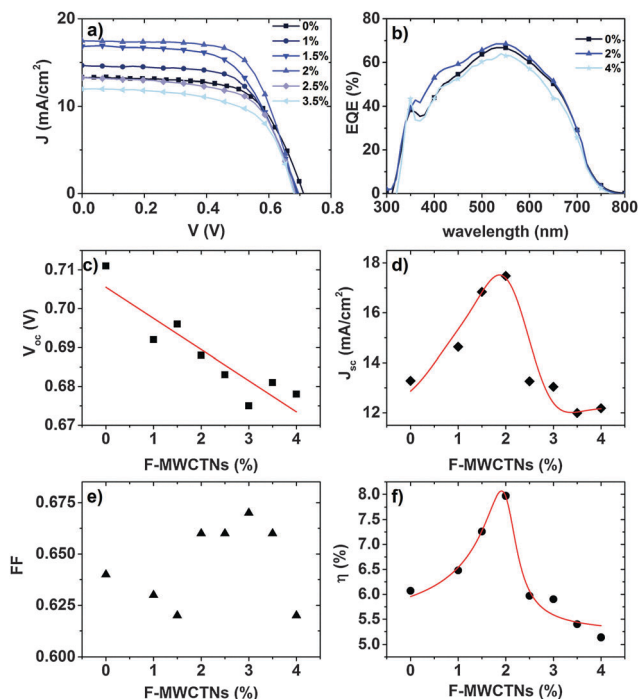 a)
0%
1%
1.5%
2%
2.5%
3.5%
20
15
10
5
0
J (mA/cm²)
0.0 0.2 0.4 0.6 0.8
V (V)
b)
0%
2%
4%
80
60
40
20
0
EQE (%)
300 400 500 600 700 800
wavelength (nm)
c)
0.71
0.70
0.69
0.68
0.67
Voc (V)
0 1 2 3 4
F-MWCTNs (%)
d)
18
16
14
12
Jsc (mA/cm²)
0 1 2 3 4
F-MWCTNs (%)
e)
0.675
0.650
0.625
0.600
FF
0 1 2 3 4
F-MWCTNs (%)
f)
8.0
7.5
7.0
6.5
6.0
5.5
5.0
η (%)
0 1 2 3 4
F-MWCTNs (%)